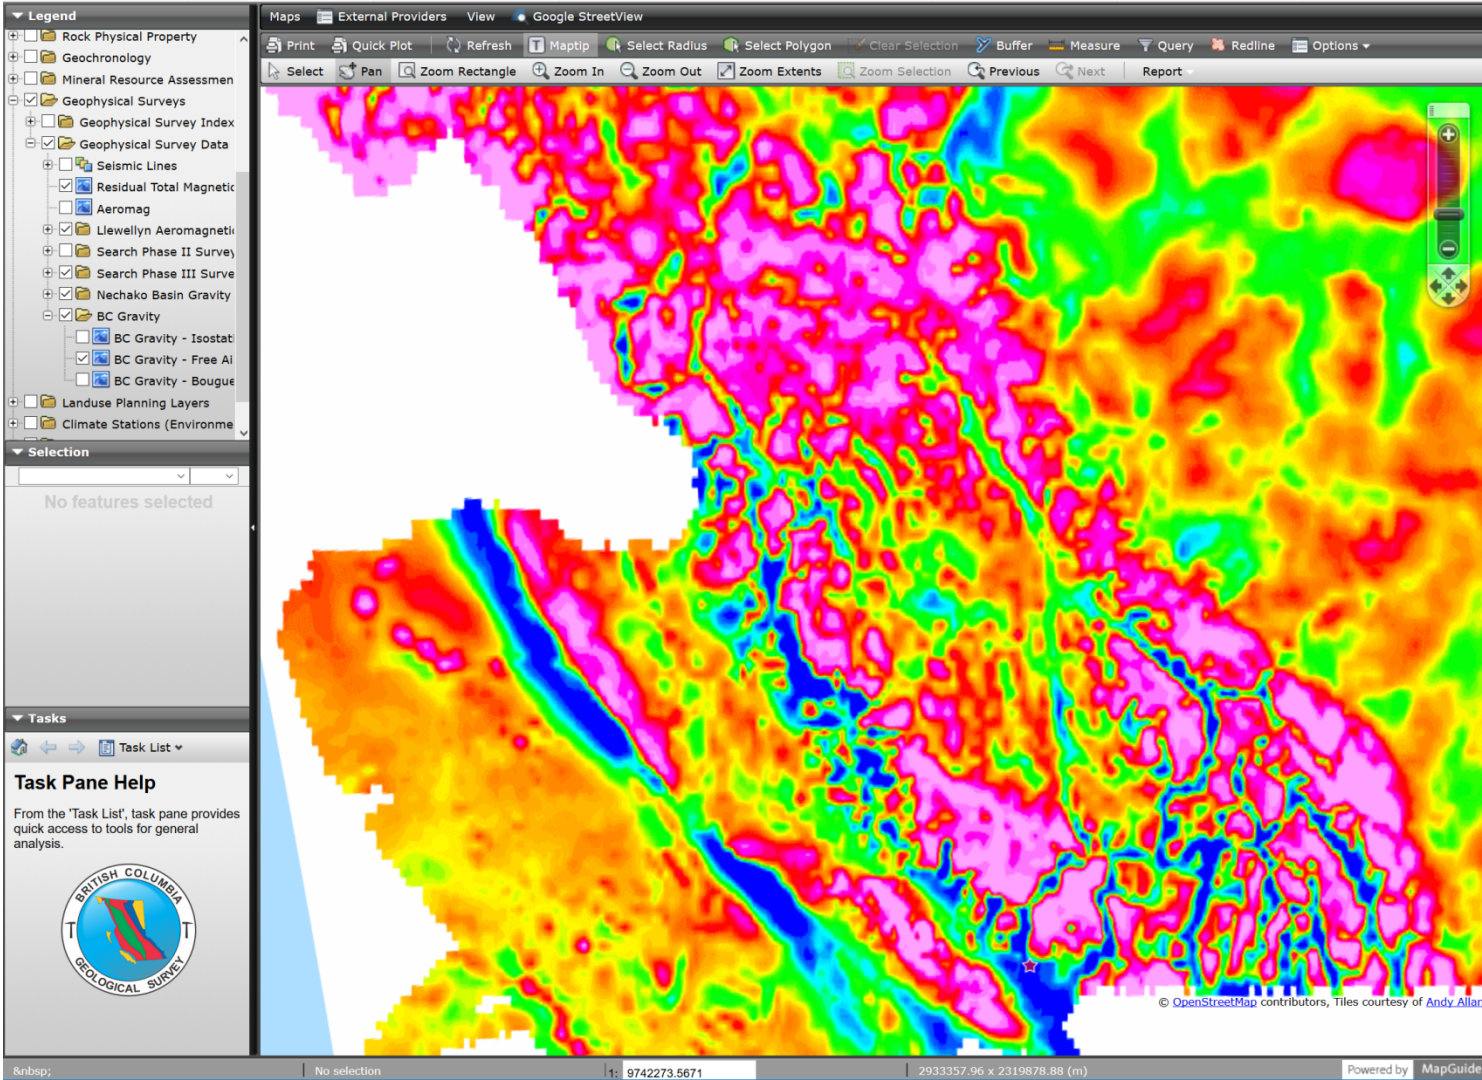 Legend
Rock Physical Property
Geochronology
Mineral Resource Assessmen
Geophysical Surveys
Geophysical Survey Index
Geophysical Survey Data
Seismic Lines
Residual Total Magnetic
Aeromag
Llewellyn Aeromagnetic
Search Phase II Survey
Search Phase III Surve
Nechako Basin Gravity
BC Gravity
BC Gravity - Isostati
BC Gravity - Free Ai
BC Gravity - Bougue
Landuse Planning Layers
Climate Stations (Environme
Selection
No features selected
Tasks
Task List
Task Pane Help
From the 'Task List', task pane provides
quick access to tools for general
analysis.
BRITISH COLUMBIA
GEOLOGICAL SURVEY
Maps External Providers View Google StreetView
Print Quick Plot Refresh Maptip Select Radius Select Polygon Clear Selection Buffer Measure Query Redline Options
Select Pan Zoom Rectangle Zoom In Zoom Out Zoom Extents Zoom Selection Previous Next Report
© OpenStreetMap contributors, Tiles courtesy of Andy Allan
&nbsp; No selection 1: 9742273.5671 2933357.96 x 2319878.88 (m) Powered by MapGuide